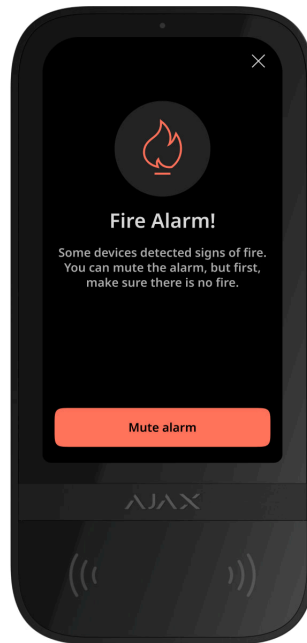 Fire Alarm!
Some devices detected signs of fire.
You can mute the alarm, but first,
make sure there is no fire.
Mute alarm
AJAX